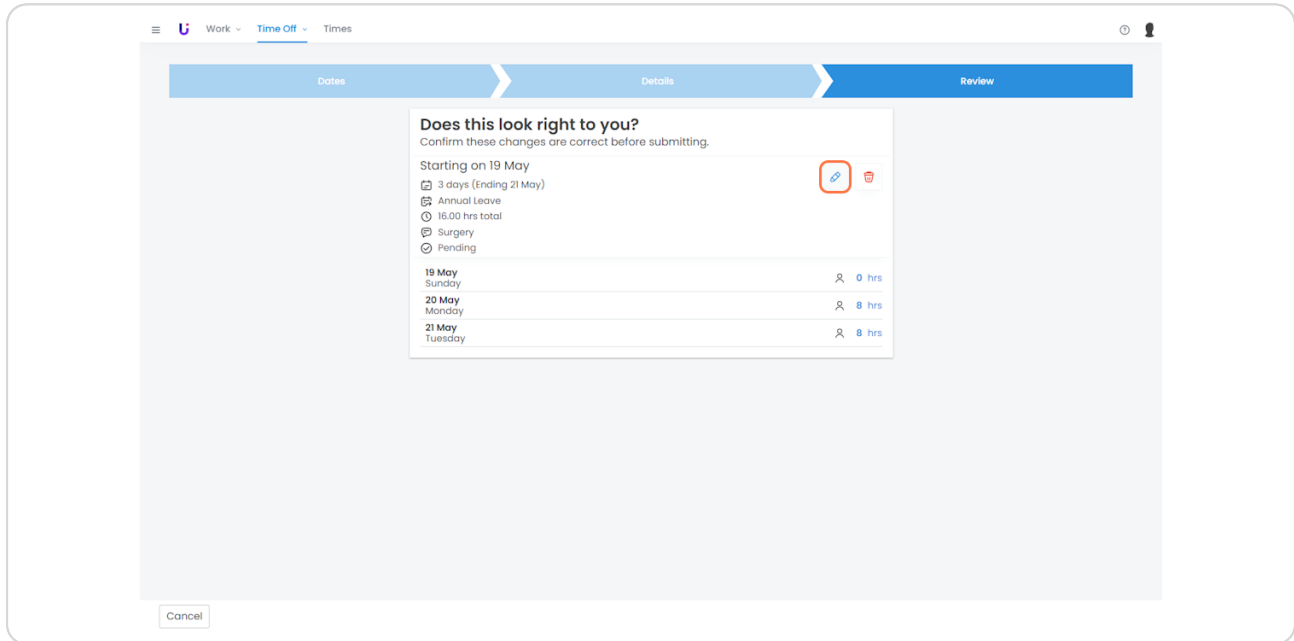 Work
Time Off
Times
Dates
Details
Review
Does this look right to you?
Confirm these changes are correct before submitting.
Starting on 19 May
3 days (Ending 21 May)
Annual Leave
16.00 hrs total
Surgery
Pending
19 May
Sunday
0 hrs
20 May
Monday
8 hrs
21 May
Tuesday
8 hrs
Cancel